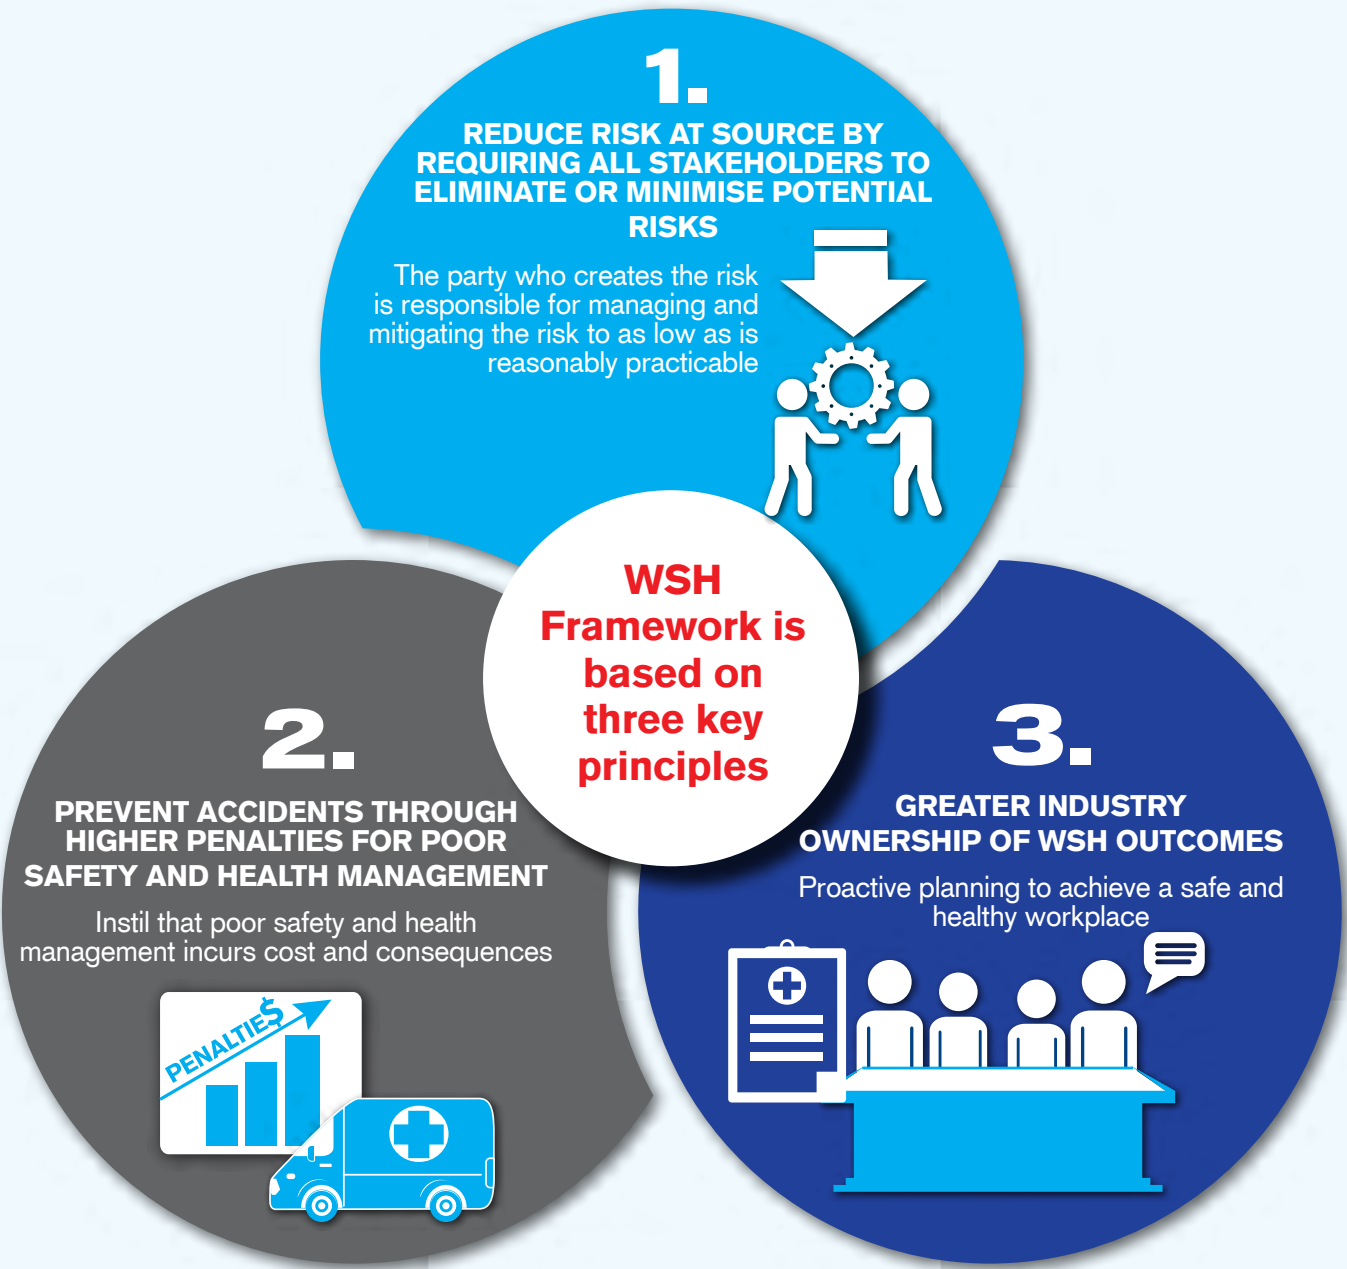 1.
REDUCE RISK AT SOURCE BY
REQUIRING ALL STAKEHOLDERS TO
ELIMINATE OR MINIMISE POTENTIAL
RISKS
The party who creates the risk
is responsible for managing and
mitigating the risk to as low as is
reasonably practicable
WSH
Framework is
based on
three key
principles
2.
PREVENT ACCIDENTS THROUGH
HIGHER PENALTIES FOR POOR
SAFETY AND HEALTH MANAGEMENT
Instil that poor safety and health
management incurs cost and consequences
PENALTIE$
3.
GREATER INDUSTRY
OWNERSHIP OF WSH OUTCOMES
Proactive planning to achieve a safe and
healthy workplace